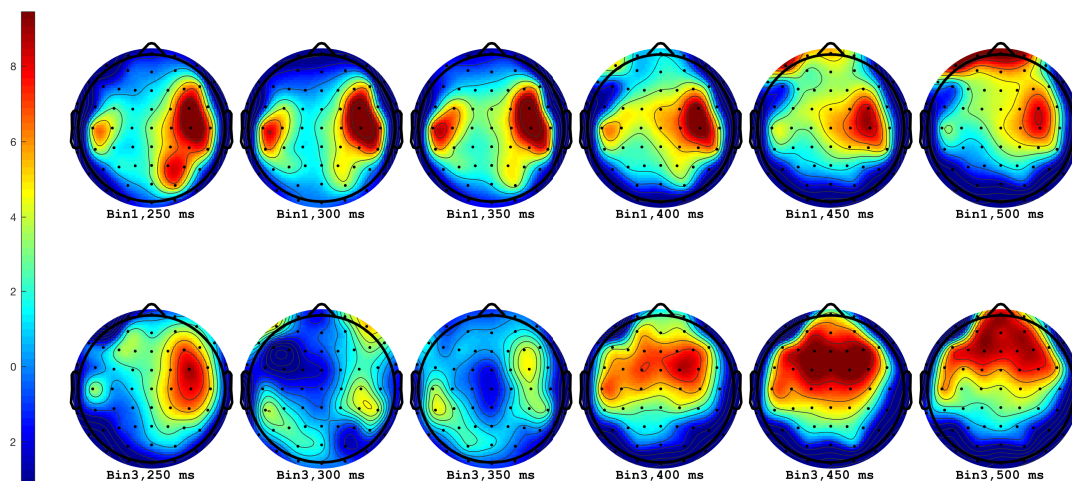 8
6
4
2
0
2
Bin1,250 ms
Bin1,300 ms
Bin1,350 ms
Bin1,400 ms
Bin1,450 ms
Bin1,500 ms
Bin3,250 ms
Bin3,300 ms
Bin3,350 ms
Bin3,400 ms
Bin3,450 ms
Bin3,500 ms